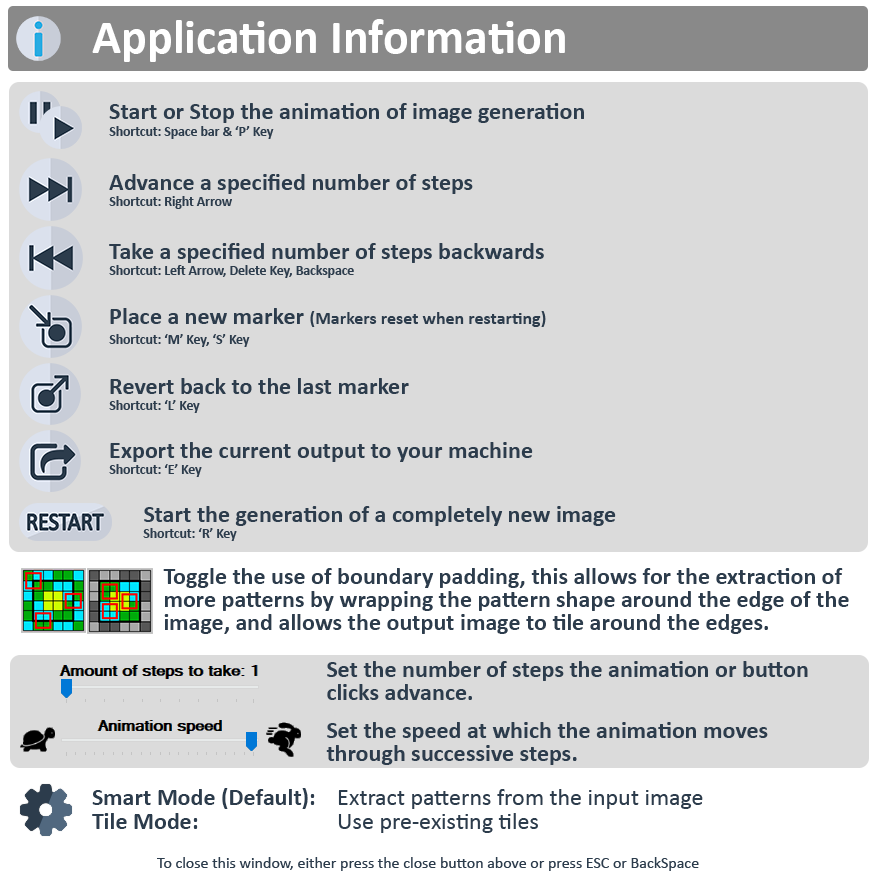 Application Information
Start or Stop the animation of image generation
Shortcut: Space bar & ‘P’ Key
Advance a specified number of steps
Shortcut: Right Arrow
Take a specified number of steps backwards
Shortcut: Left Arrow, Delete Key, Backspace
Place a new marker (Markers reset when restarting)
Shortcut: ‘M’ Key, ‘S’ Key
Revert back to the last marker
Shortcut: ‘L’ Key
Export the current output to your machine
Shortcut: ‘E’ Key
RESTART
Start the generation of a completely new image
Shortcut: ‘R’ Key
Toggle the use of boundary padding, this allows for the extraction of
more patterns by wrapping the pattern shape around the edge of the
image, and allows the output image to tile around the edges.
Amount of steps to take: 1
Set the number of steps the animation or button
clicks advance.
Animation speed
Set the speed at which the animation moves
through successive steps.
Smart Mode (Default): Extract patterns from the input image
Tile Mode: Use pre-existing tiles
To close this window, either press the close button above or press ESC or BackSpace